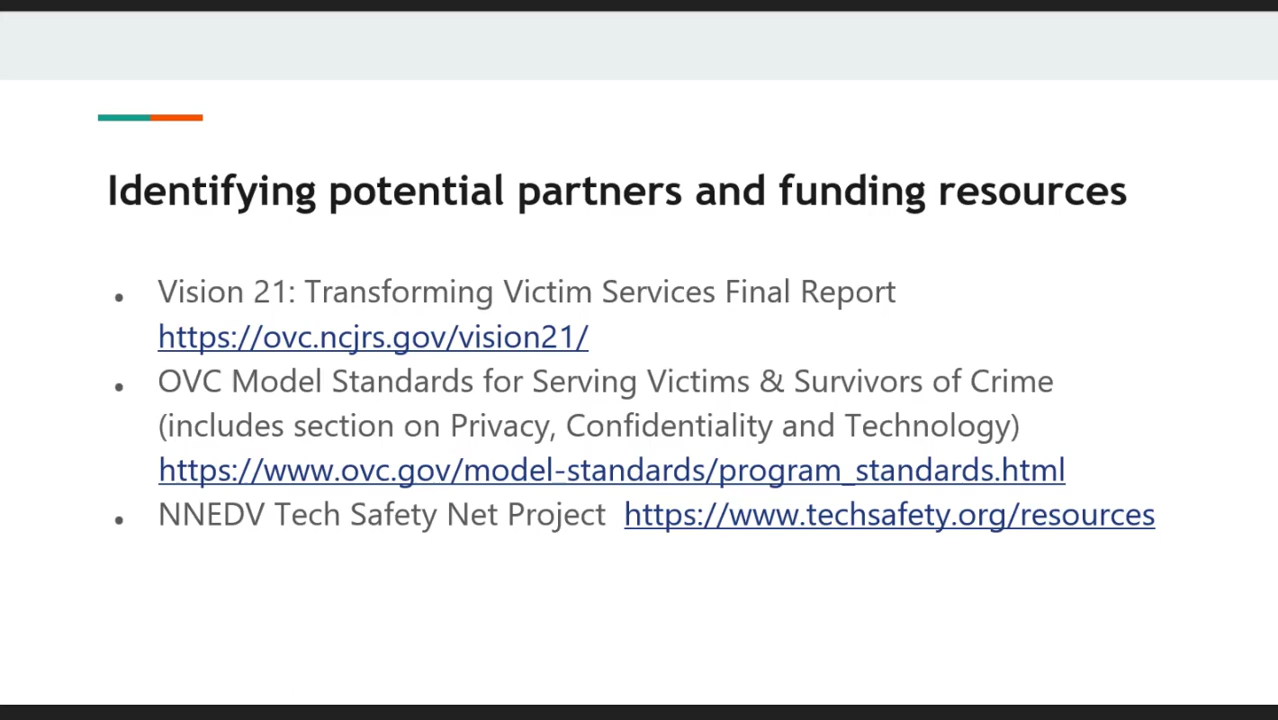 Identifying potential partners and funding resources
• Vision 21: Transforming Victim Services Final Report
https://ovc.ncjrs.gov/vision21/
• OVC Model Standards for Serving Victims & Survivors of Crime
(includes section on Privacy, Confidentiality and Technology)
https://www.ovc.gov/model-standards/program_standards.html
• NNEDV Tech Safety Net Project https://www.techsafety.org/resources